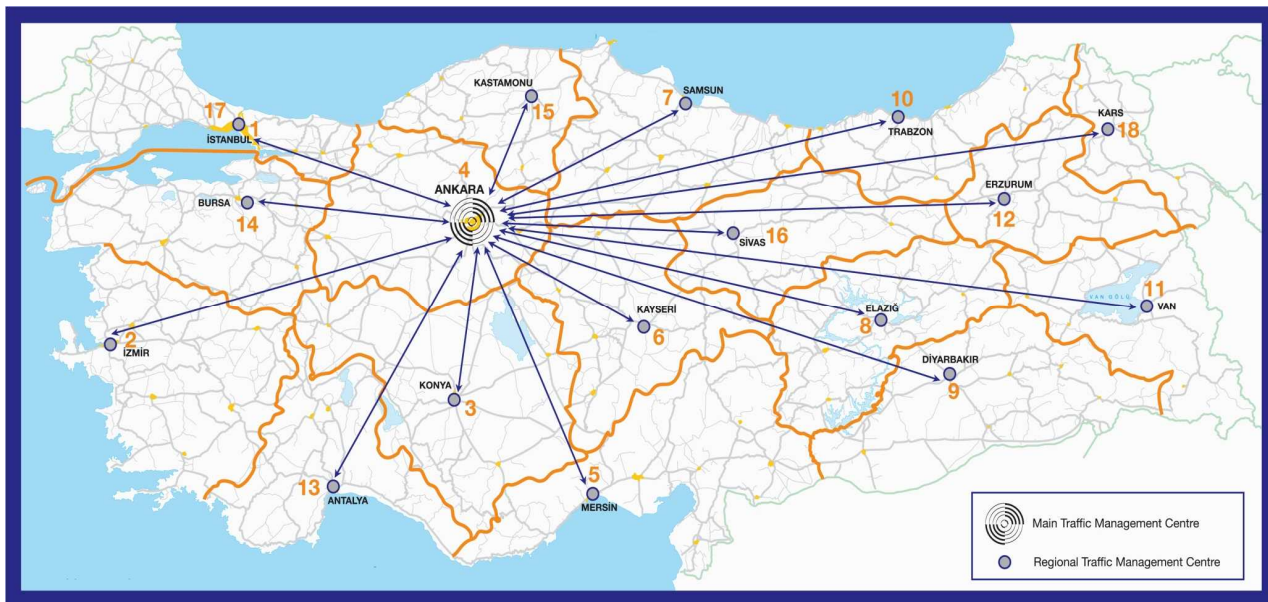 KASTAMONU
15
7
SAMSUN
10
TRABZON
KARS
18
17
1
İSTANBUL
4
ANKARA
BURSA
14
ERZURUM
12
SİVAS
16
VAN GÖLÜ
11
VAN
2
İZMİR
KAYSERİ
6
ELAZIĞ
8
DİYARBAKIR
9
KONYA
3
13
ANTALYA
5
MERSİN
Main Traffic Management Centre
Regional Traffic Management Centre